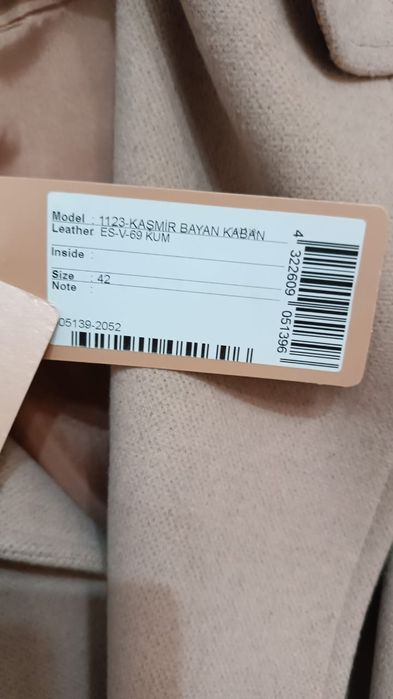 Model : 1123-KAŞMİR BAYAN KABAN
Leather ES-V-69 KUM
Inside :
Size : 42
Note :
05139-2052
4 322609 051396